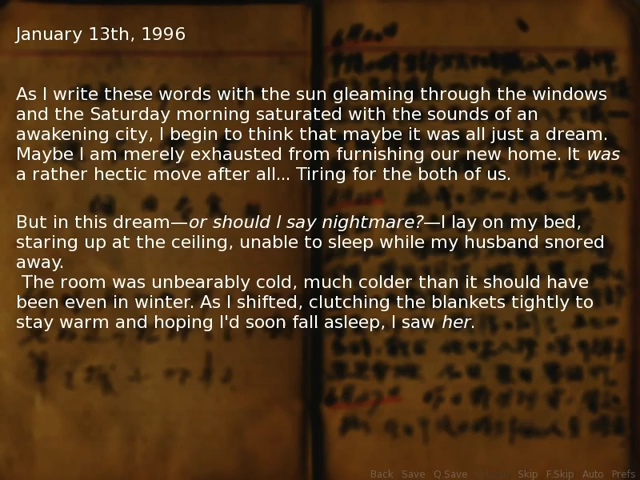 January 13th, 1996
As I write these words with the sun gleaming through the windows
and the Saturday morning saturated with the sounds of an
awakening city, I begin to think that maybe it was all just a dream.
Maybe I am merely exhausted from furnishing our new home. It was
a rather hectic move after all... Tiring for the both of us.
But in this dream—or should I say nightmare?—I lay on my bed,
staring up at the ceiling, unable to sleep while my husband snored
away.
The room was unbearably cold, much colder than it should have
been even in winter. As I shifted, clutching the blankets tightly to
stay warm and hoping I'd soon fall asleep, I saw her.
Back Save Q.Save Skip F.Skip Auto Prefs